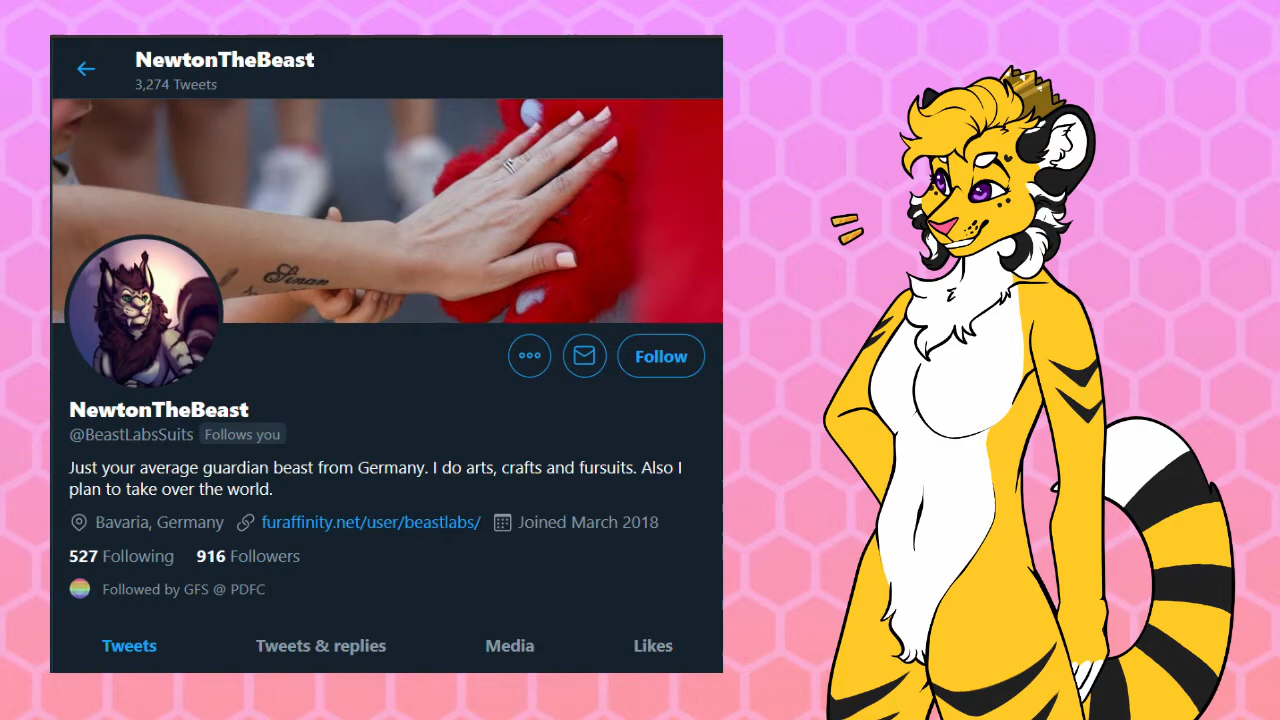 NewtonTheBeast
3,274 Tweets
Sinan
Follow
NewtonTheBeast
@BeastLabsSuits Follows you
Just your average guardian beast from Germany. I do arts, crafts and fursuits. Also I
plan to take over the world.
Bavaria, Germany furaffinity.net/user/beastlabs/ Joined March 2018
527 Following 916 Followers
Followed by GFS @ PDFC
Tweets Tweets & replies Media Likes